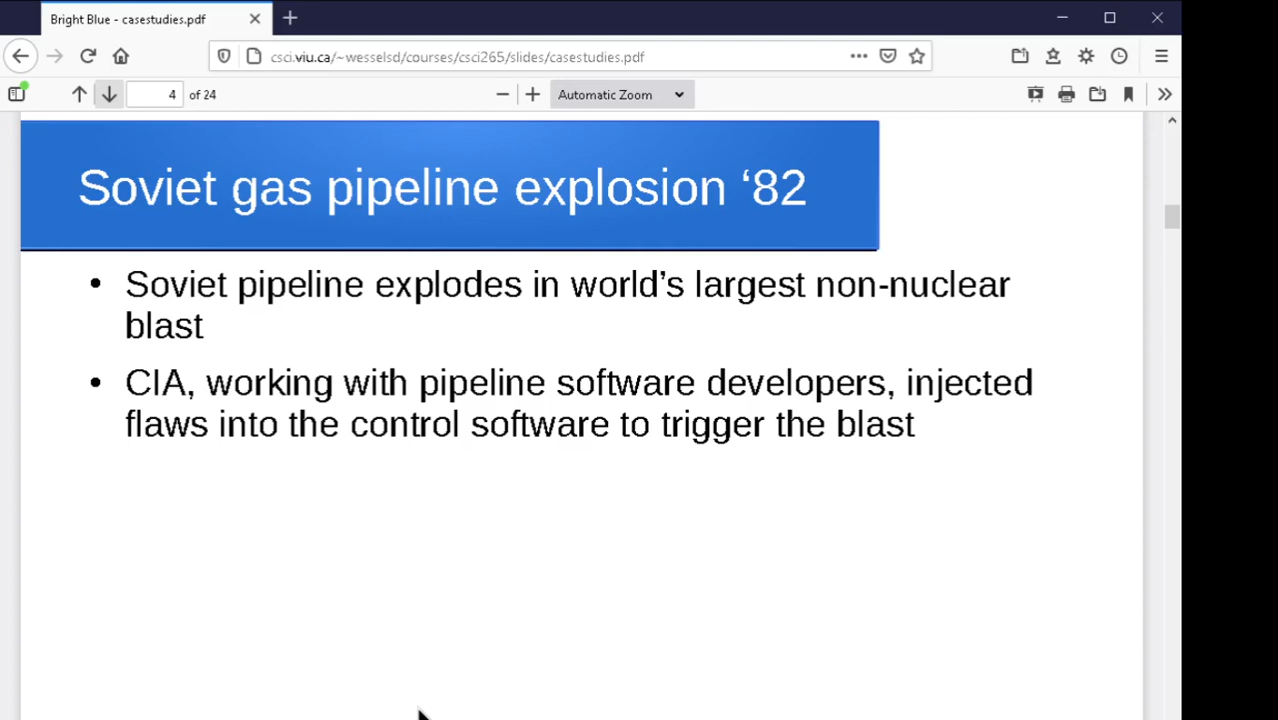 Bright Blue - casestudies.pdf
csci.viu.ca/~wesselsd/courses/csci265/slides/casestudies.pdf
4 of 24
Automatic Zoom
Soviet gas pipeline explosion ‘82
• Soviet pipeline explodes in world’s largest non-nuclear
blast
• CIA, working with pipeline software developers, injected
flaws into the control software to trigger the blast